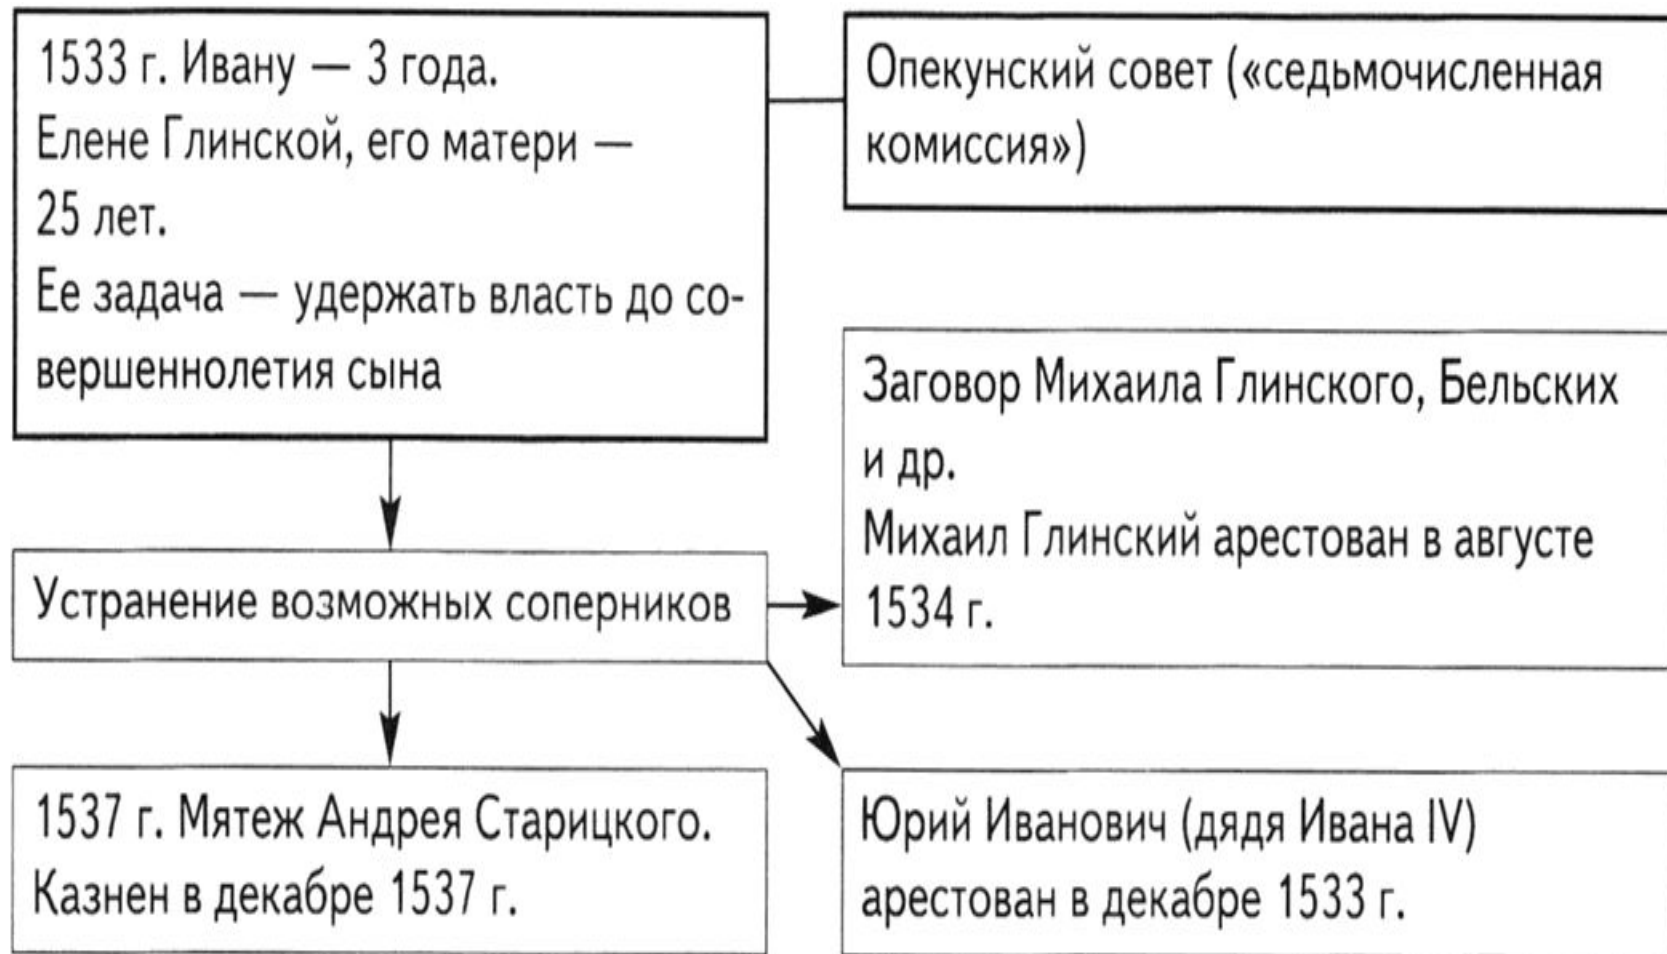 1533 г. Ивану — 3 года.
Елене Глинской, его матери —
25 лет.
Ее задача — удержать власть до со-
вершеннолетия сына
Опекунский совет («седьмочисленная
комиссия»)
Устранение возможных соперников
Заговор Михаила Глинского, Бельских
и др.
Михаил Глинский арестован в августе
1534 г.
1537 г. Мятеж Андрея Старицкого.
Казнен в декабре 1537 г.
Юрий Иванович (дядя Ивана IV)
арестован в декабре 1533 г.